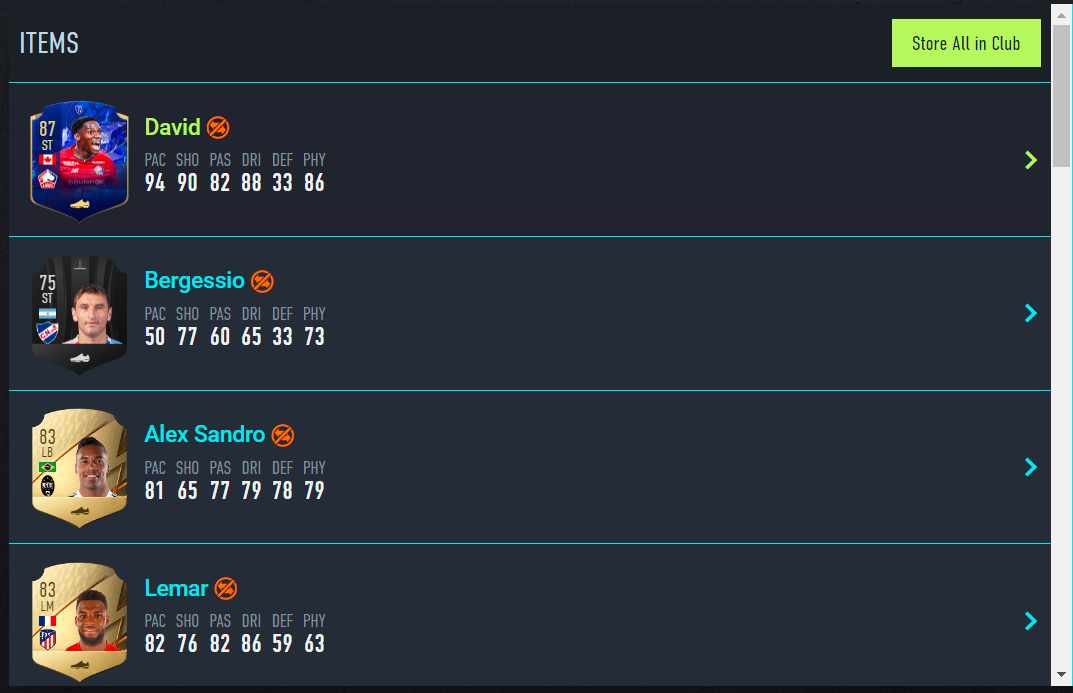 ITEMS
Store All in Club
87
ST
David
PAC SHO PAS DRI DEF PHY
94 90 82 88 33 86
75
ST
Bergessio
PAC SHO PAS DRI DEF PHY
50 77 60 65 33 73
83
LB
Alex Sandro
PAC SHO PAS DRI DEF PHY
81 65 77 79 78 79
83
LM
Lemar
PAC SHO PAS DRI DEF PHY
82 76 82 86 59 63